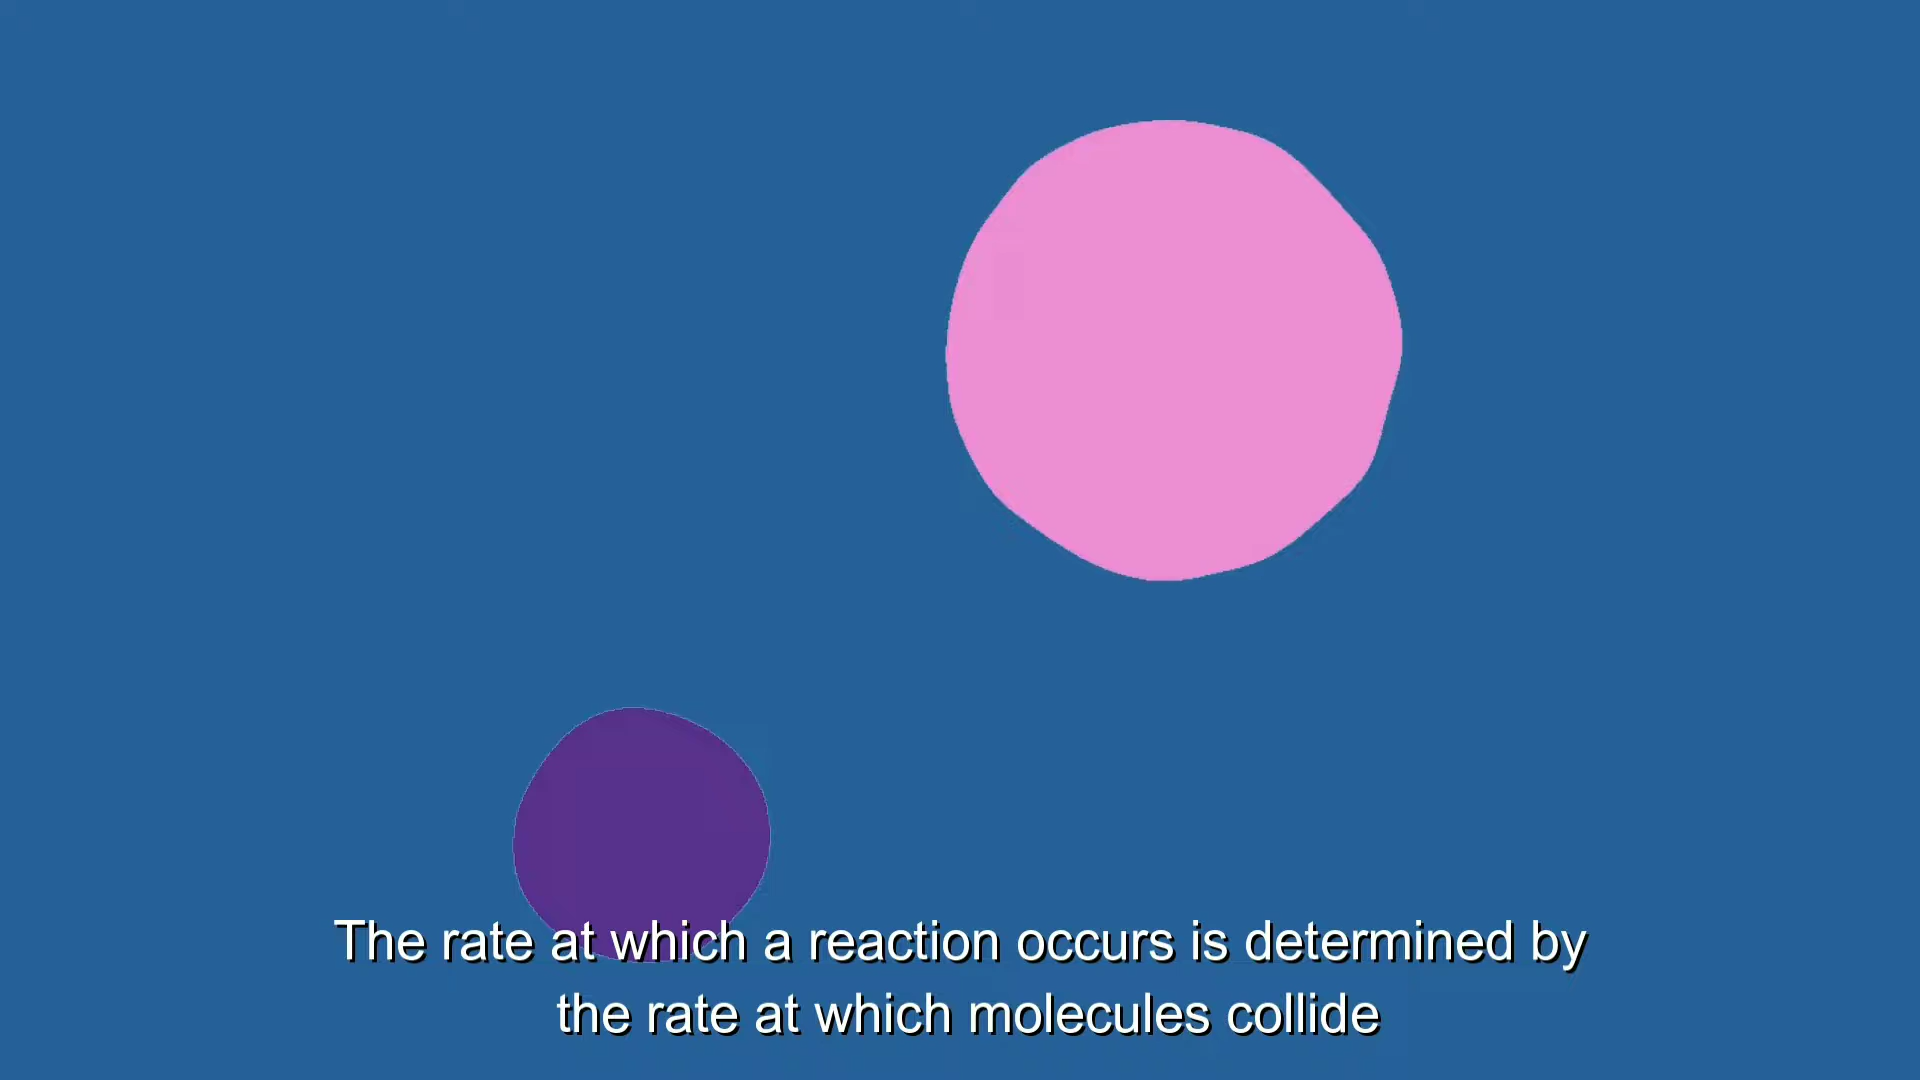 The rate at which a reaction occurs is determined by
the rate at which molecules collide